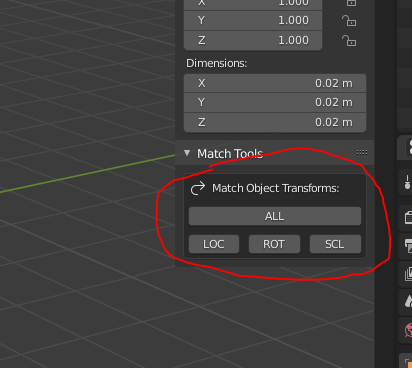 X 1.000
Y 1.000
Z 1.000
Dimensions:
X 0.02 m
Y 0.02 m
Z 0.02 m
Match Tools
Match Object Transforms:
ALL
LOC ROT SCL